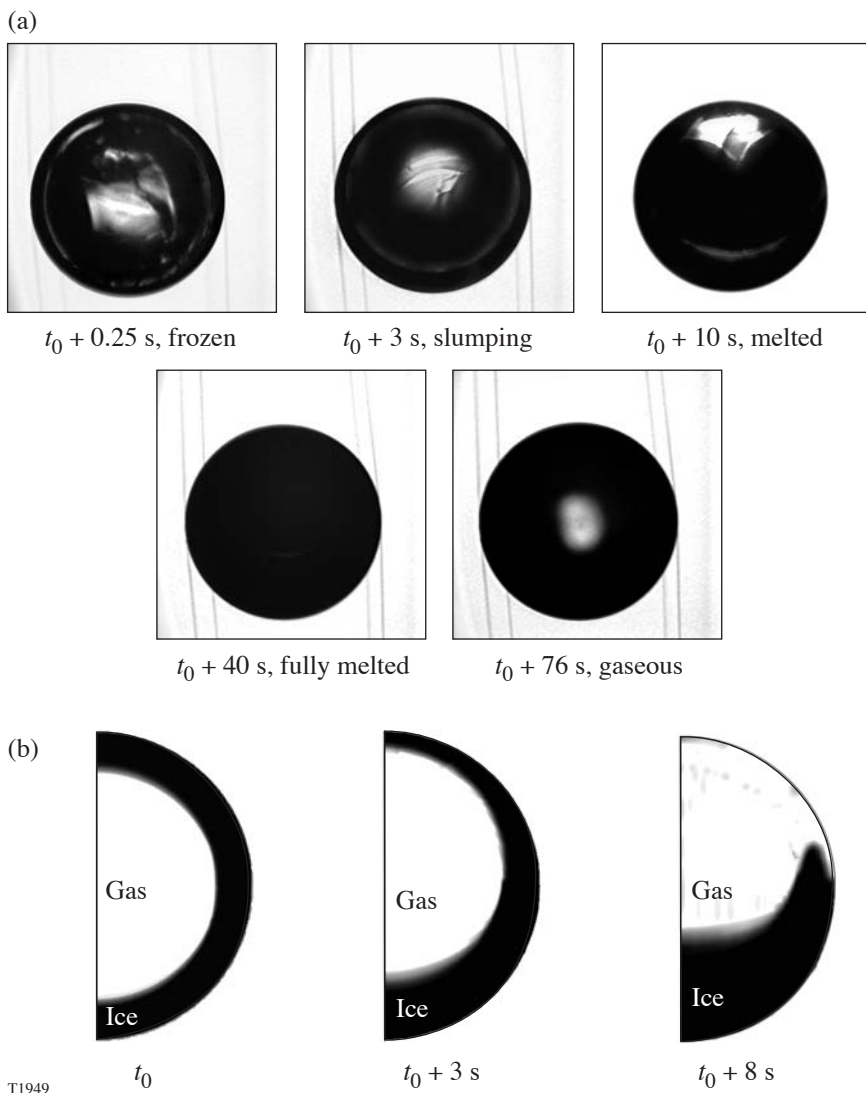 (a)
t0 + 0.25 s, frozen
t0 + 3 s, slumping
t0 + 10 s, melted
t0 + 40 s, fully melted
t0 + 76 s, gaseous
(b)
Gas
Ice
t0
Gas
Ice
t0 + 3 s
Gas
Ice
t0 + 8 s
T1949